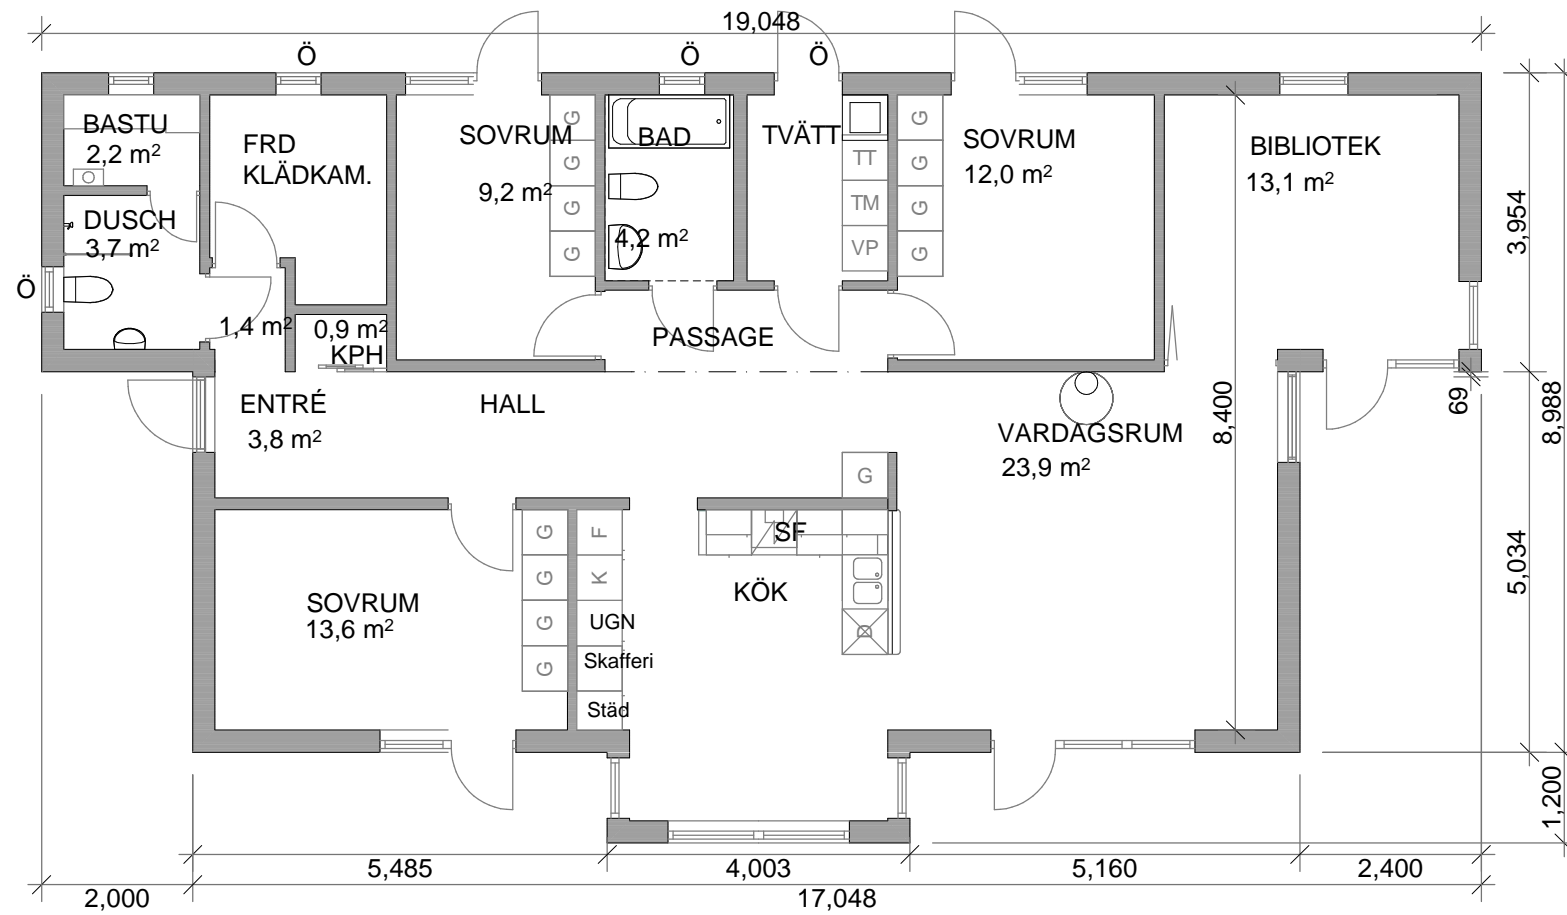 19,048
Ö
Ö
Ö
BASTU
2,2 m²
FRD
KLÄDKAM.
SOVRUM
9,2 m²
G
G
G
G
BAD
4,2 m²
TVÄTT
TT
TM
VP
G
G
G
G
SOVRUM
12,0 m²
BIBLIOTEK
13,1 m²
DUSCH
3,7 m²
Ö
1,4 m²
0,9 m²
KPH
PASSAGE
ENTRÉ
3,8 m²
HALL
VARDAGSRUM
23,9 m²
8,400
69
3,954
8,988
5,034
1,200
G
SF
KÖK
SOVRUM
13,6 m²
G
G
G
G
F
K
UGN
Skafferi
Städ
5,485
4,003
5,160
2,400
2,000
17,048